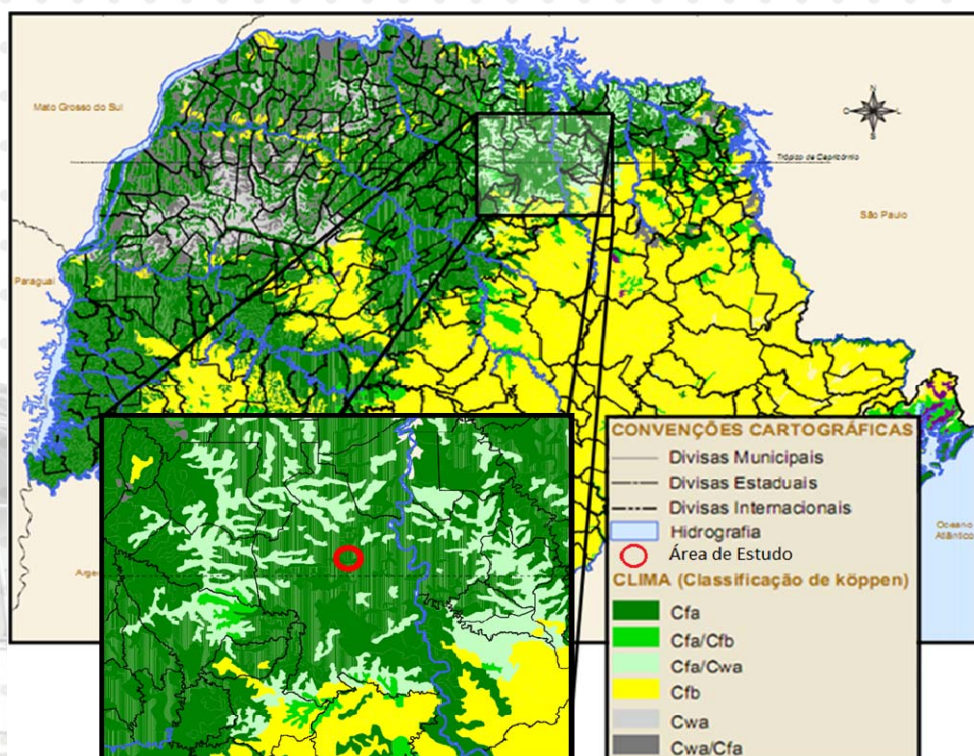 Mato Grosso do Sul
Trópico de Capricórnio
São Paulo
Paraguai
Oceano
Atlântico
CONVENÇÕES CARTOGRÁFICAS
Divisas Municipais
Divisas Estaduais
Divisas Internacionais
Hidrografia
Área de Estudo
CLIMA (Classificação de köppen)
Cfa
Cfa/Cfb
Cfa/Cwa
Cfb
Cwa
Cwa/Cfa